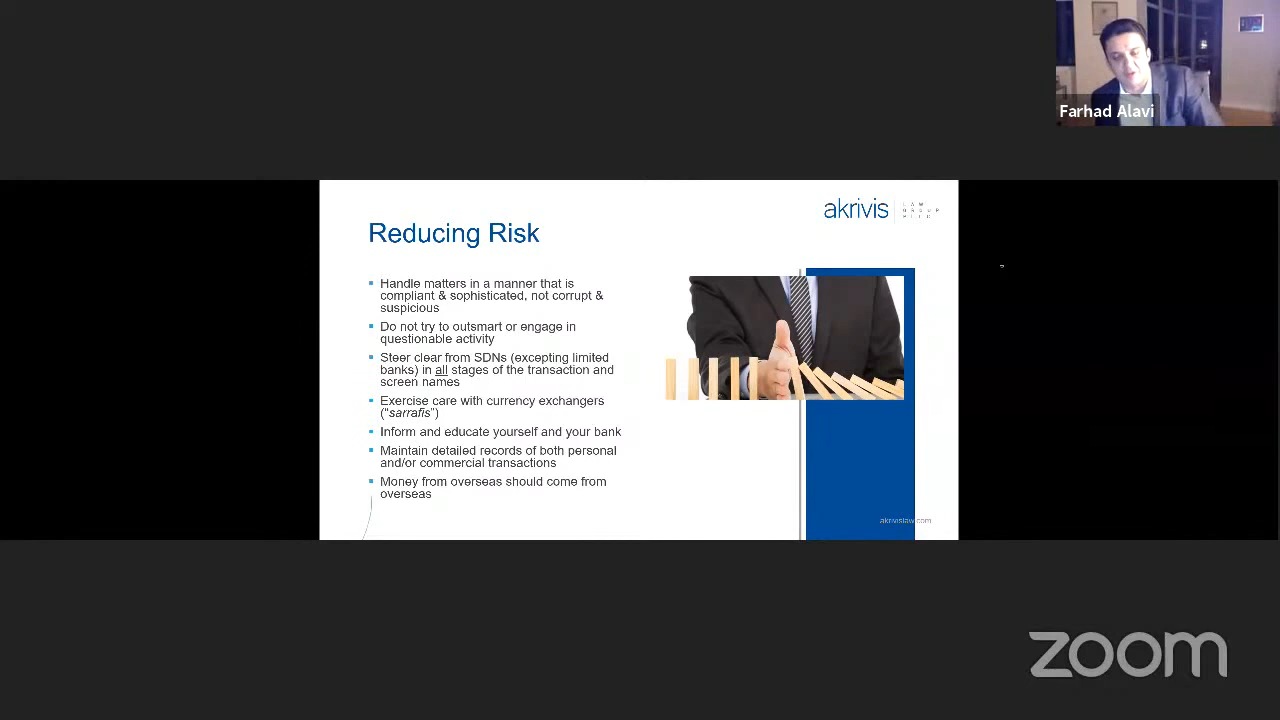 Farhad Alavi
akrivis
LAW
GROUP
PLLC
Reducing Risk
Handle matters in a manner that is
compliant & sophisticated, not corrupt &
suspicious
Do not try to outsmart or engage in
questionable activity
Steer clear from SDNs (excepting limited
banks) in all stages of the transaction and
screen names
Exercise care with currency exchangers
("sarrafis")
Inform and educate yourself and your bank
Maintain detailed records of both personal
and/or commercial transactions
Money from overseas should come from
overseas
akrivislaw.com
zoom